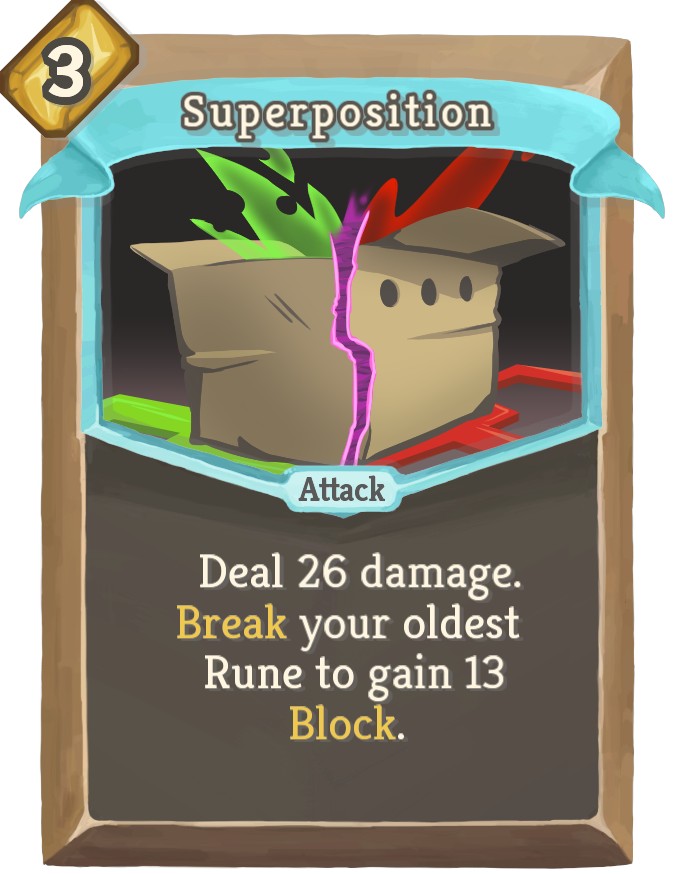 3
Superposition
Attack
Deal 26 damage.
Break your oldest
Rune to gain 13
Block.